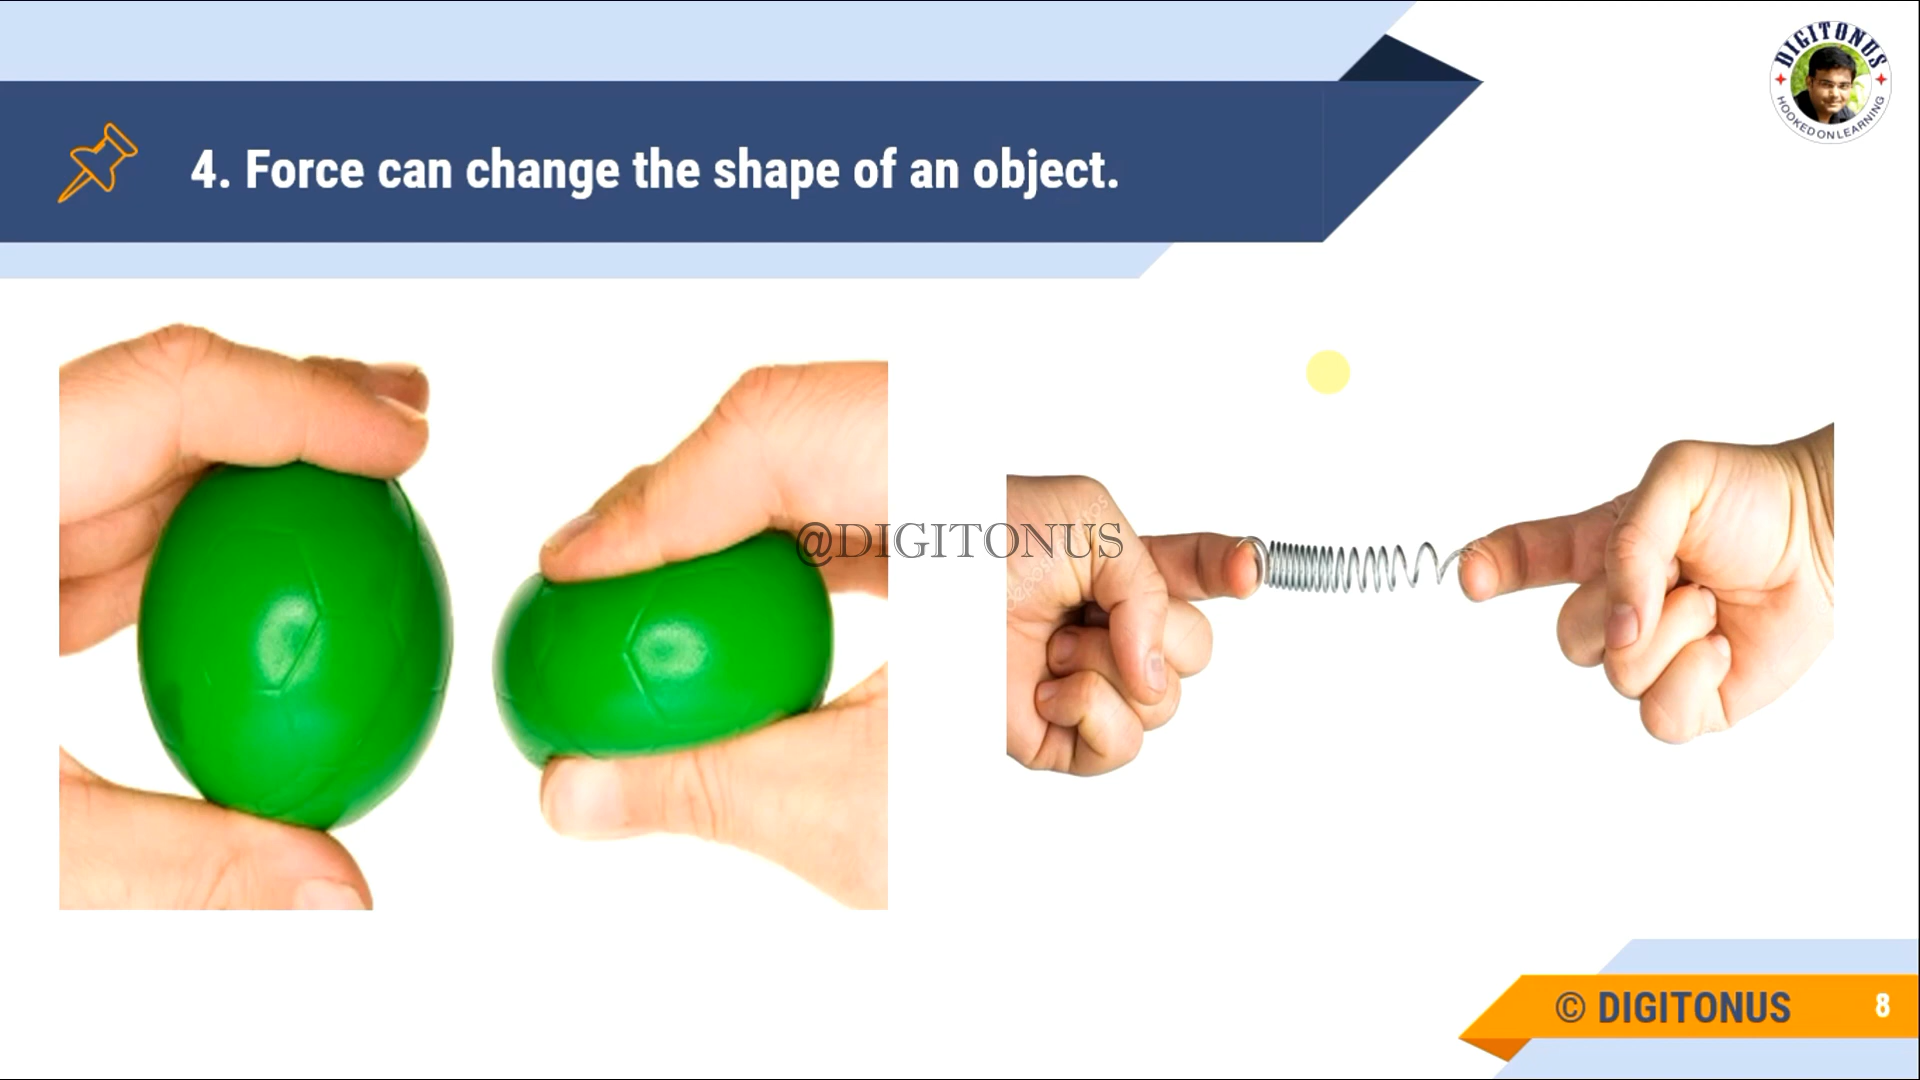 DIGITONUS
HOOKED ON LEARNING
4. Force can change the shape of an object.
@DIGITONUS
© DIGITONUS
8